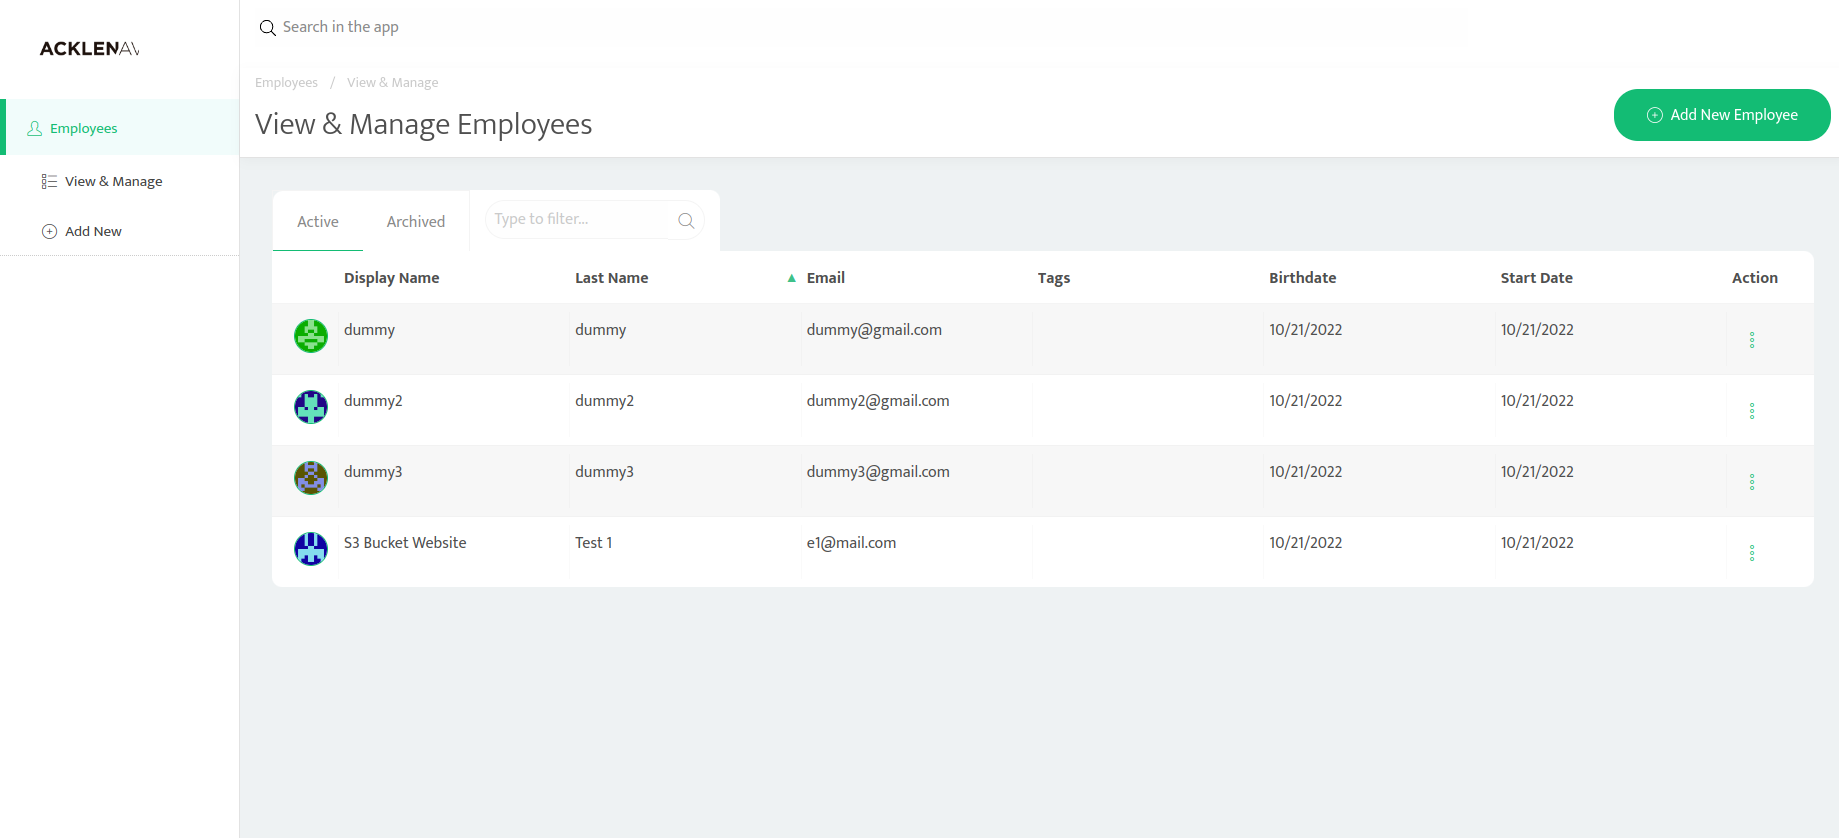 ACKLENAV
Search in the app
Employees / View & Manage
View & Manage Employees
Add New Employee
Employees
View & Manage
Add New
Active Archived Type to filter...
Display Name Last Name ▲ Email Tags Birthdate Start Date Action
dummy dummy dummy@gmail.com 10/21/2022 10/21/2022
dummy2 dummy2 dummy2@gmail.com 10/21/2022 10/21/2022
dummy3 dummy3 dummy3@gmail.com 10/21/2022 10/21/2022
S3 Bucket Website Test 1 e1@mail.com 10/21/2022 10/21/2022